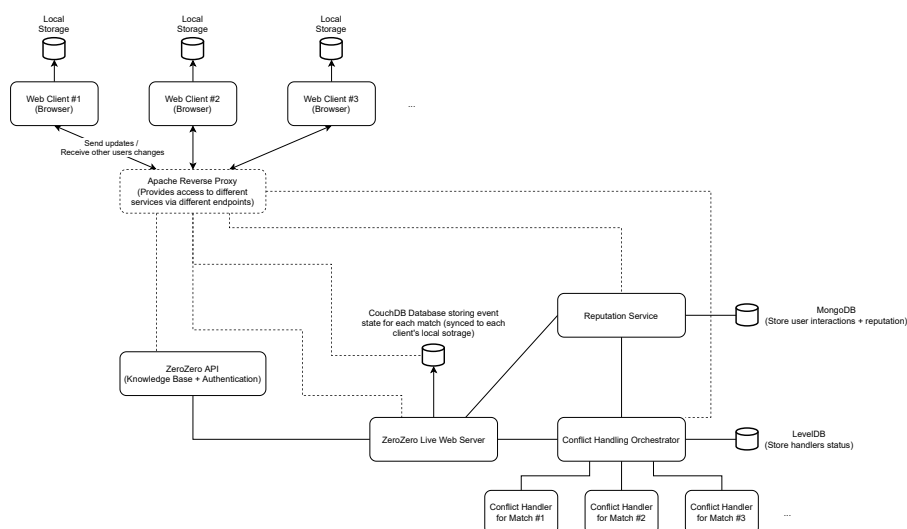 Local
Storage
Local
Storage
Local
Storage
Web Client #1
(Browser)
Web Client #2
(Browser)
Web Client #3
(Browser)
...
Send updates /
Receive other users changes
Apache Reverse Proxy
(Provides access to different
services via different endpoints)
CouchDB Database storing event
state for each match (synced to each
client's local sotrage)
Reputation Service
MongoDB
(Store user interactions + reputation)
ZeroZero API
(Knowledge Base + Authentication)
ZeroZero Live Web Server
Conflict Handling Orchestrator
LevelDB
(Store handlers status)
Conflict Handler
for Match #1
Conflict Handler
for Match #2
Conflict Handler
for Match #3
...